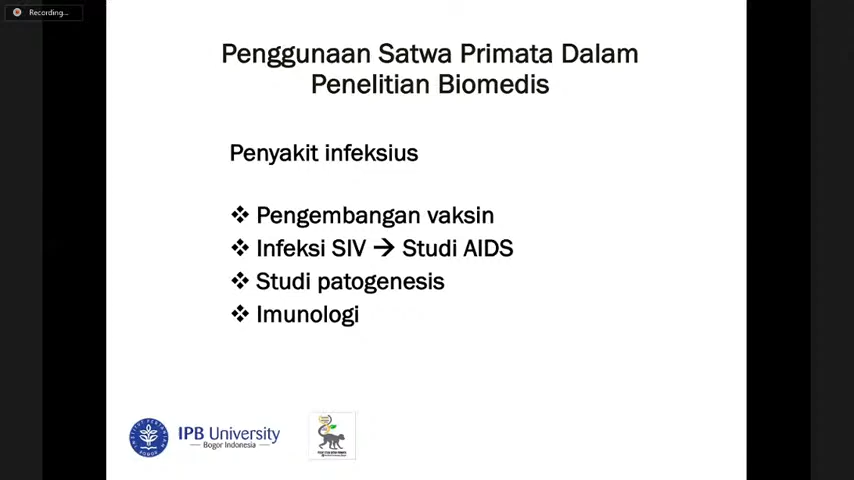 Recording...
Penggunaan Satwa Primata Dalam
Penelitian Biomedis
Penyakit infeksius
❖ Pengembangan vaksin
❖ Infeksi SIV → Studi AIDS
❖ Studi patogenesis
❖ Imunologi
IPB University
Bogor Indonesia